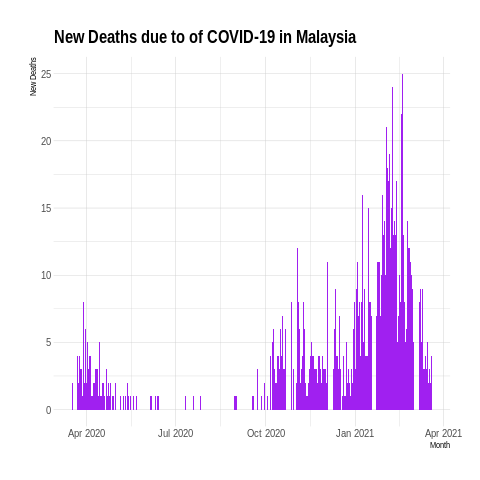 New Deaths due to of COVID-19 in Malaysia
New Deaths
25
20
15
10
5
0
Apr 2020 Jul 2020 Oct 2020 Jan 2021 Apr 2021
Month